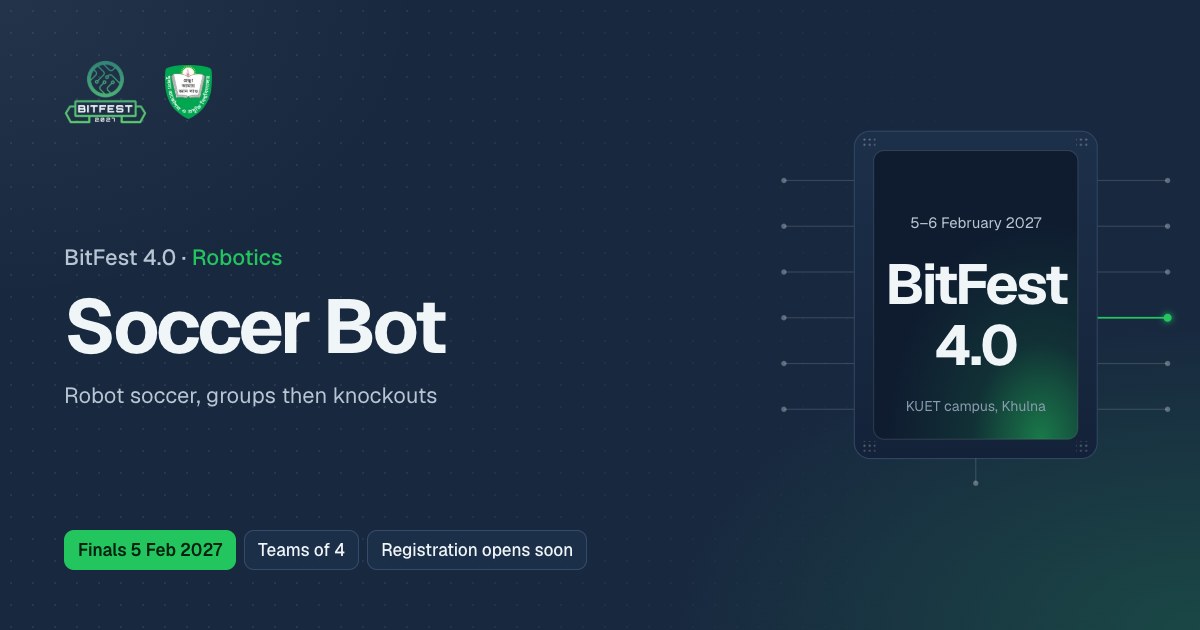 BITFEST
2027
BitFest 4.0 · Robotics
Soccer Bot
Robot soccer, groups then knockouts
Finals 5 Feb 2027
Teams of 4
Registration opens soon
5–6 February 2027
BitFest
4.0
KUET campus, Khulna